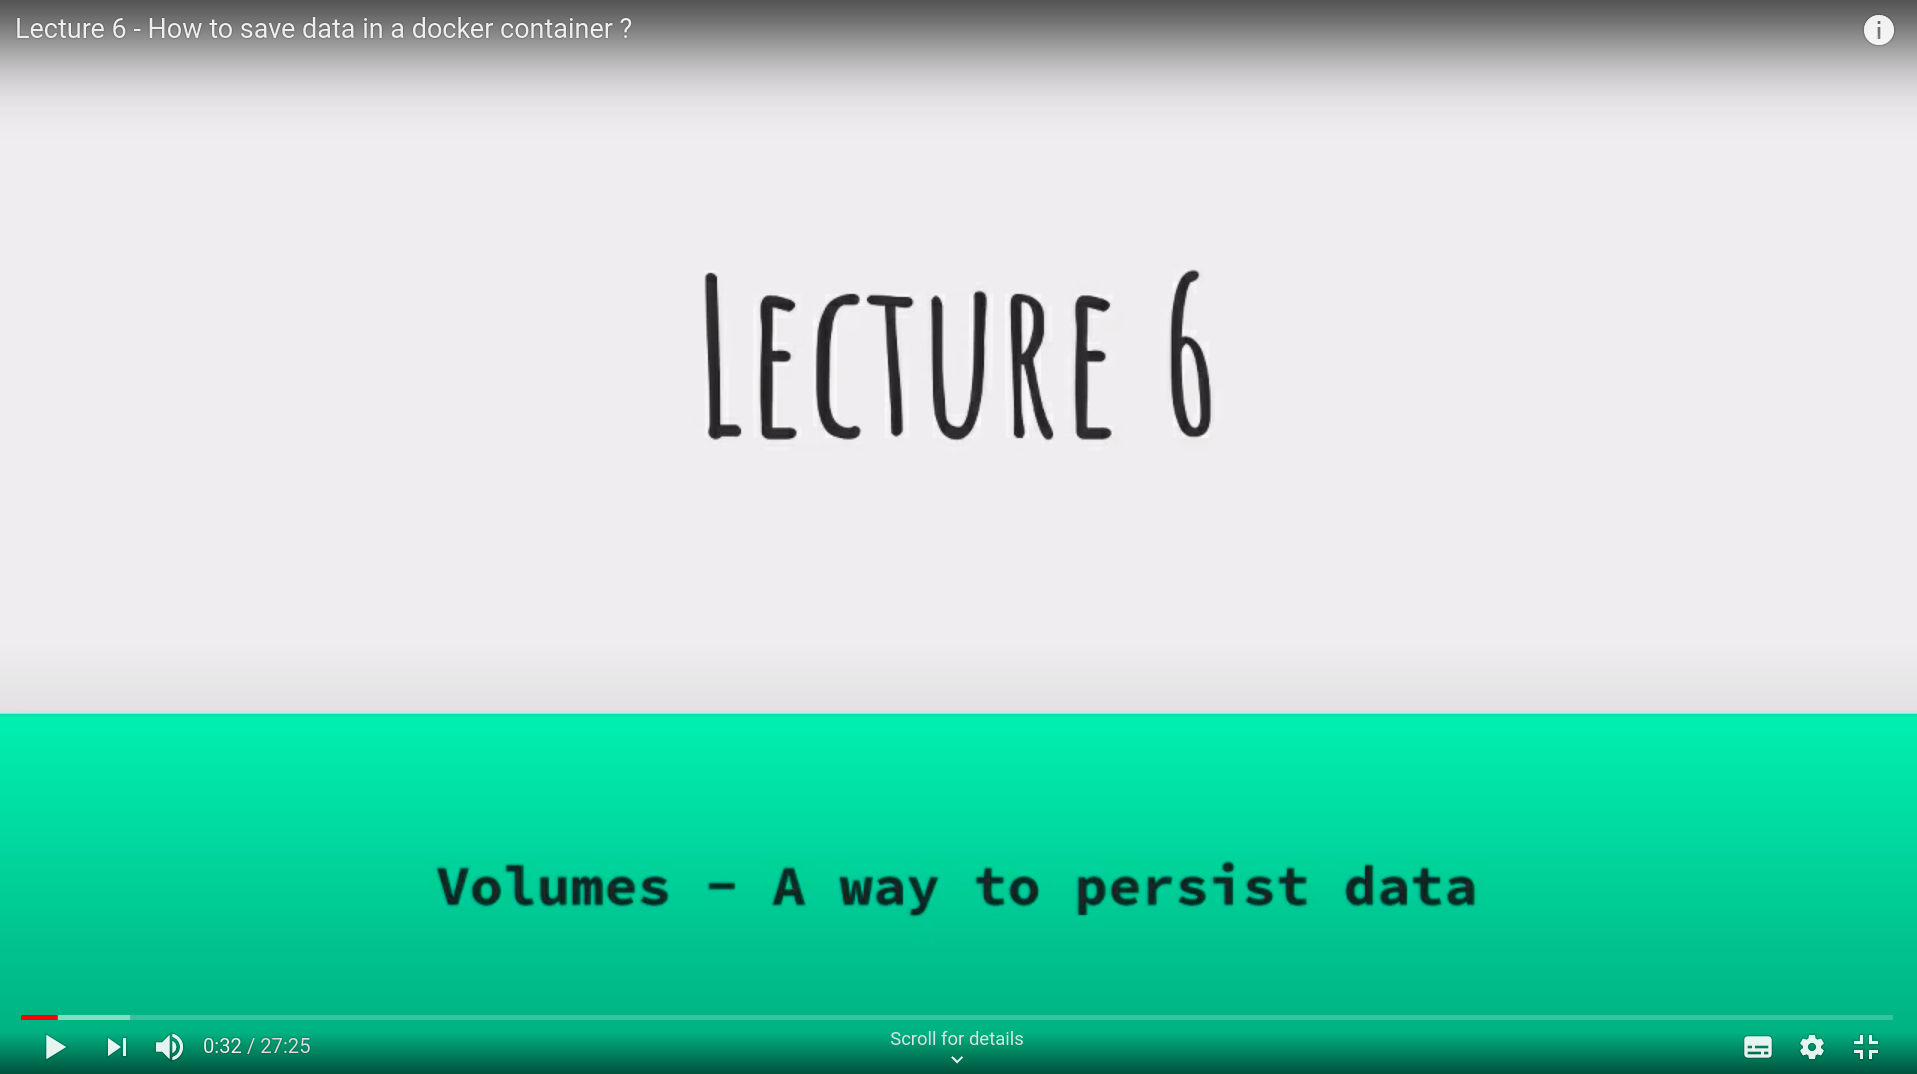 Lecture 6 - How to save data in a docker container ?
LECTURE 6
Volumes - A way to persist data
0:32 / 27:25
Scroll for details